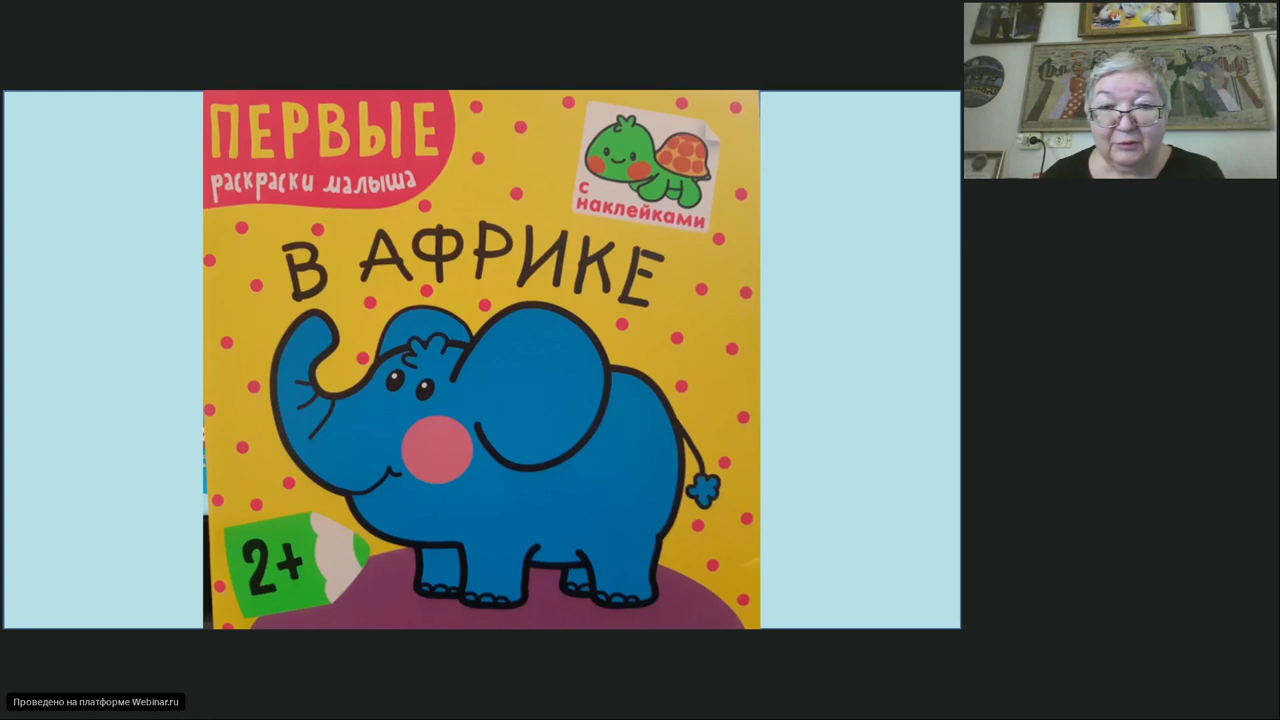 ПЕРВЫЕ
раскраски малыша
с
наклейками
В АФРИКЕ
2+
Проведено на платформе Webinar.ru